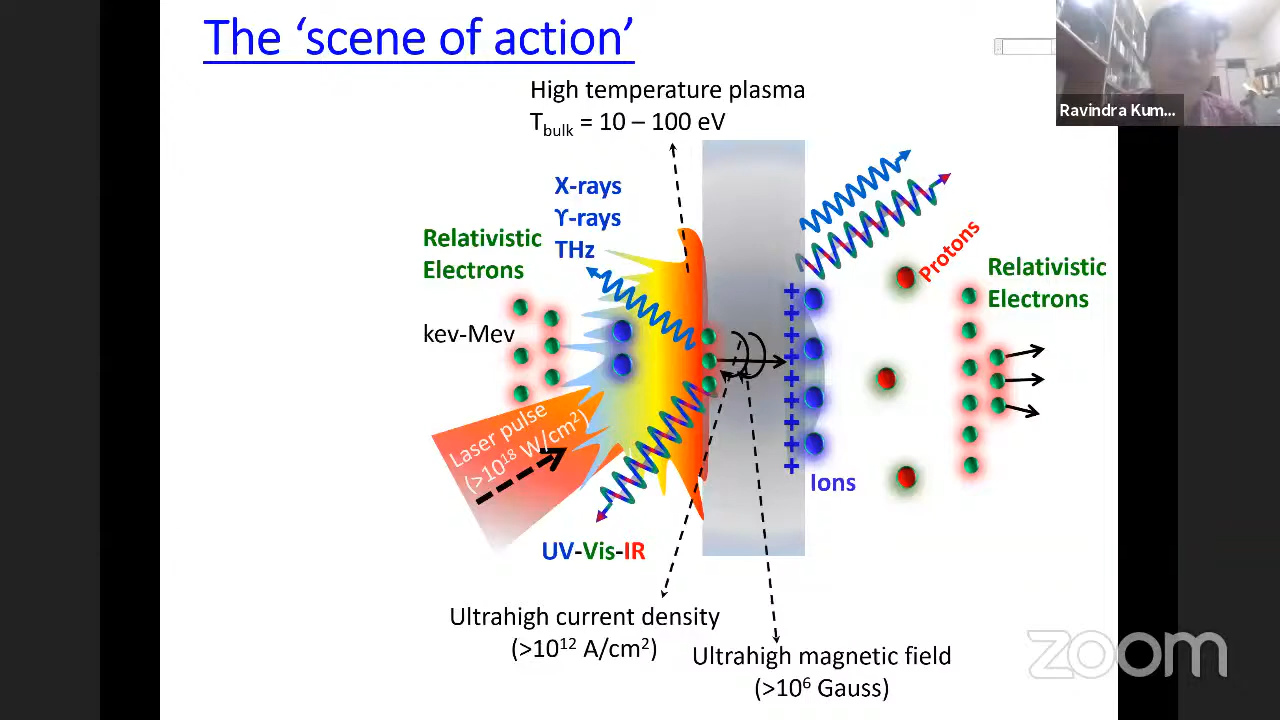 The ‘scene of action’
Ravindra Kum...
High temperature plasma
Tbulk = 10 – 100 eV
X-rays
ϒ-rays
THz
Relativistic
Electrons
kev-Mev
Laser pulse
(>10¹⁸ W/cm²)
UV-Vis-IR
Protons
Relativistic
Electrons
+
+
+
+
+
+
+
+
+
Ions
Ultrahigh current density
(>10¹² A/cm²)
Ultrahigh magnetic field
(>10⁶ Gauss)
zoom